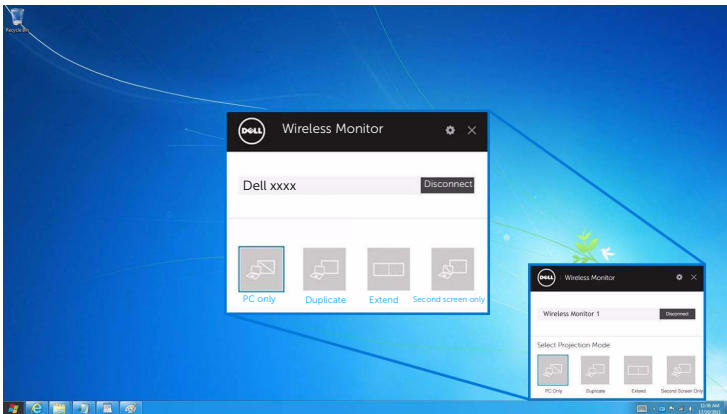 Recycle Bin
DELL Wireless Monitor
Dell xxxx Disconnect
PC only Duplicate Extend Second screen only
DELL Wireless Monitor
Wireless Monitor 1 Disconnect
Select Projection Mode
PC Only Duplicate Extend Second Screen Only